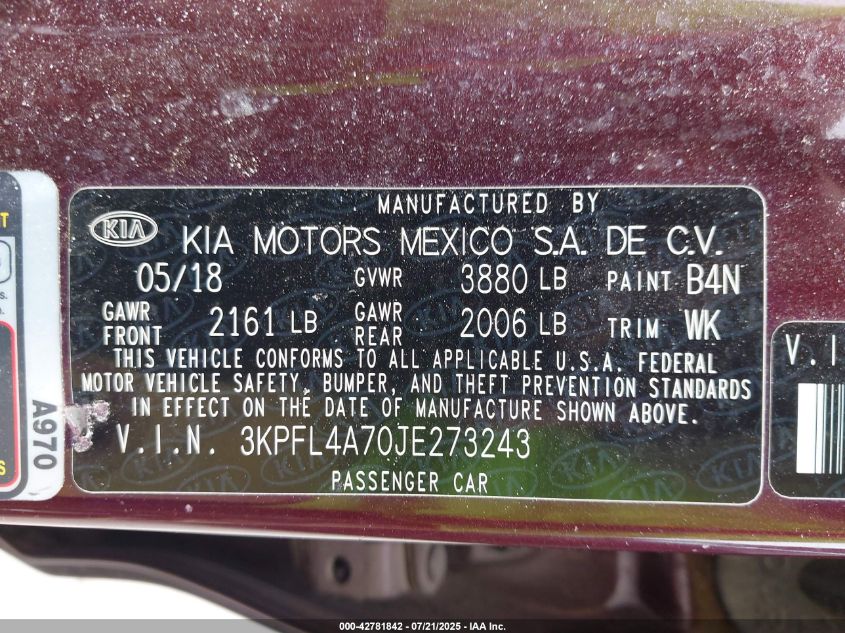 MANUFACTURED BY
KIA KIA MOTORS MEXICO S.A. DE C.V.
05/18 GVWR 3880 LB PAINT B4N
GAWR FRONT 2161 LB GAWR REAR 2006 LB TRIM WK
THIS VEHICLE CONFORMS TO ALL APPLICABLE U.S.A. FEDERAL
MOTOR VEHICLE SAFETY, BUMPER, AND THEFT PREVENTION STANDARDS
IN EFFECT ON THE DATE OF MANUFACTURE SHOWN ABOVE.
V.I.N. 3KPFL4A70JE273243
PASSENGER CAR
A970
V.I
000-42781842 - 07/21/2025 - IAA Inc.